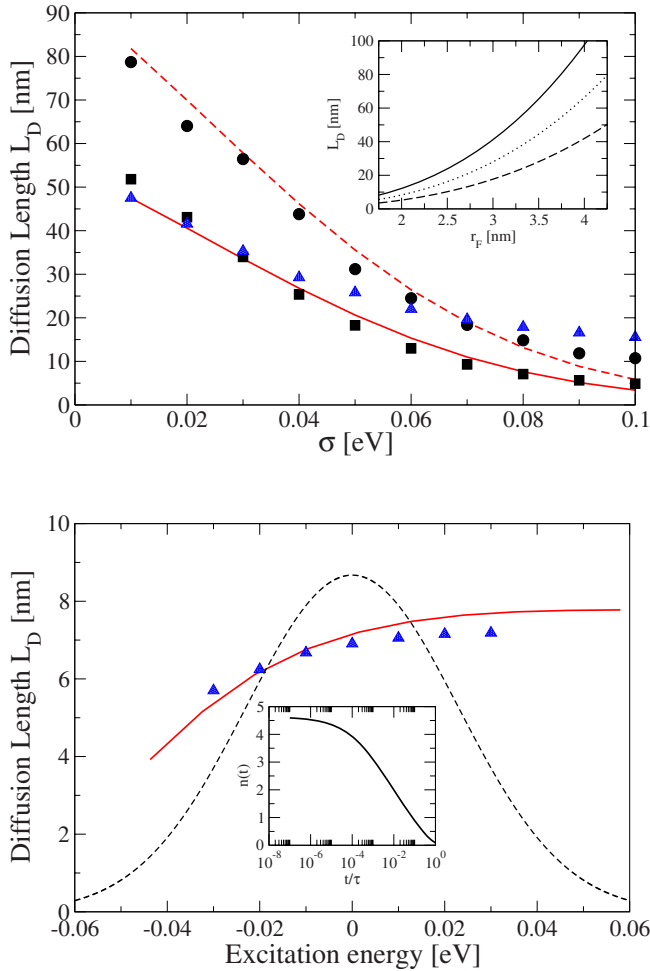 90
80
70
60
50
40
30
20
10
0
Diffusion Length L_D [nm]
0 0.02 0.04 0.06 0.08 0.1
σ [eV]
100
80
60
40
20
0
L_D [nm]
2 2.5 3 3.5 4
r_F [nm]
10
8
6
4
2
0
Diffusion Length L_D [nm]
-0.06 -0.04 -0.02 0 0.02 0.04 0.06
Excitation energy [eV]
5
4
3
2
1
0
n(t)
10^-8 10^-6 10^-4 10^-2 10^0
t/τ